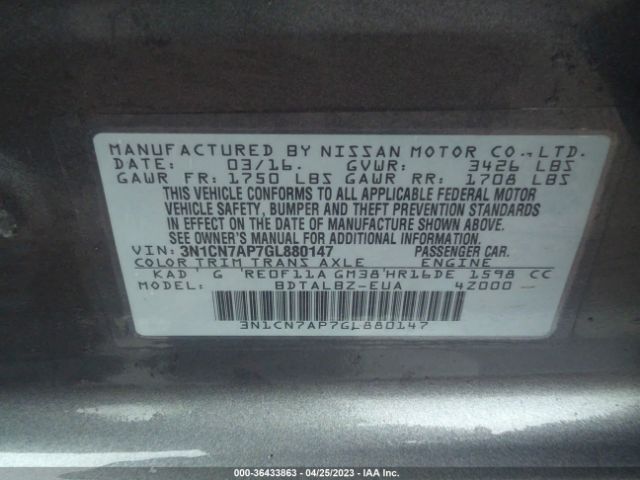 MANUFACTURED BY NISSAN MOTOR CO., LTD.
DATE: 03/16. GVWR: 3426 LBS
GAWR FR: 1750 LBS GAWR RR: 1708 LBS
THIS VEHICLE CONFORMS TO ALL APPLICABLE FEDERAL MOTOR
VEHICLE SAFETY, BUMPER AND THEFT PREVENTION STANDARDS
IN EFFECT ON THE DATE OF MANUFACTURE SHOWN ABOVE.
SEE OWNER'S MANUAL FOR ADDITIONAL INFORMATION.
VIN: 3N1CN7AP7GL880147 PASSENGER CAR.
COLOR TRIM TRANS AXLE ENGINE
KAD G RE0F11A GM38 HR16DE 1598 CC
MODEL: BDTALBZ-EUA 4Z000
3N1CN7AP7GL880147
000-36433863 / 04/25/2023 / IAA Inc.